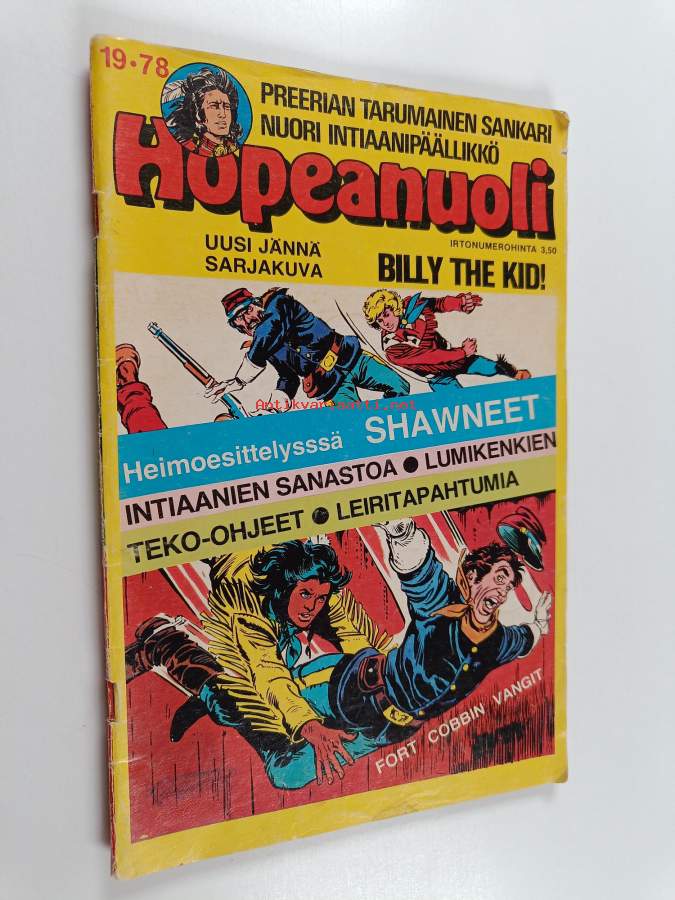 19•78
PREERIAN TARUMAINEN SANKARI
NUORI INTIAANIPÄÄLLIKKÖ
Hopeanuoli
IRTONUMEROHINTA 3,50
UUSI JÄNNÄ
SARJAKUVA
BILLY THE KID!
Antikvariaatti.net
Heimoesittelysssä SHAWNEET
INTIAANIEN SANASTOA ● LUMIKENKIEN
TEKO-OHJEET ● LEIRITAPAHTUMIA
FORT COBBIN VANGIT